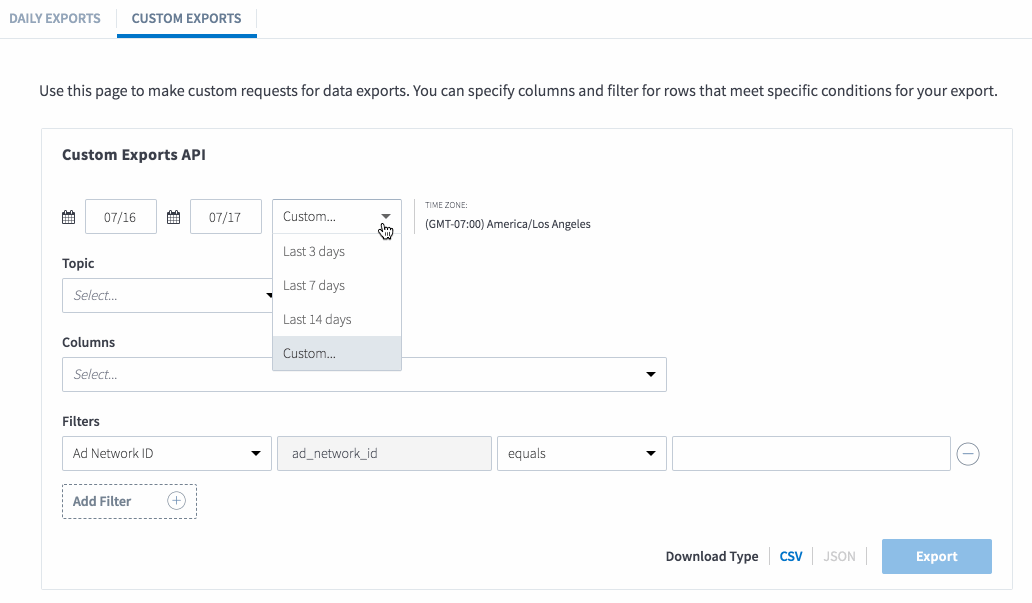 DAILY EXPORTS
CUSTOM EXPORTS
Use this page to make custom requests for data exports. You can specify columns and filter for rows that meet specific conditions for your export.
Custom Exports API
07/16
07/17
Custom...
TIME ZONE:
(GMT-07:00) America/Los Angeles
Last 3 days
Last 7 days
Last 14 days
Custom...
Topic
Select...
Columns
Select...
Filters
Ad Network ID
ad_network_id
equals
Add Filter
Download Type
CSV
JSON
Export